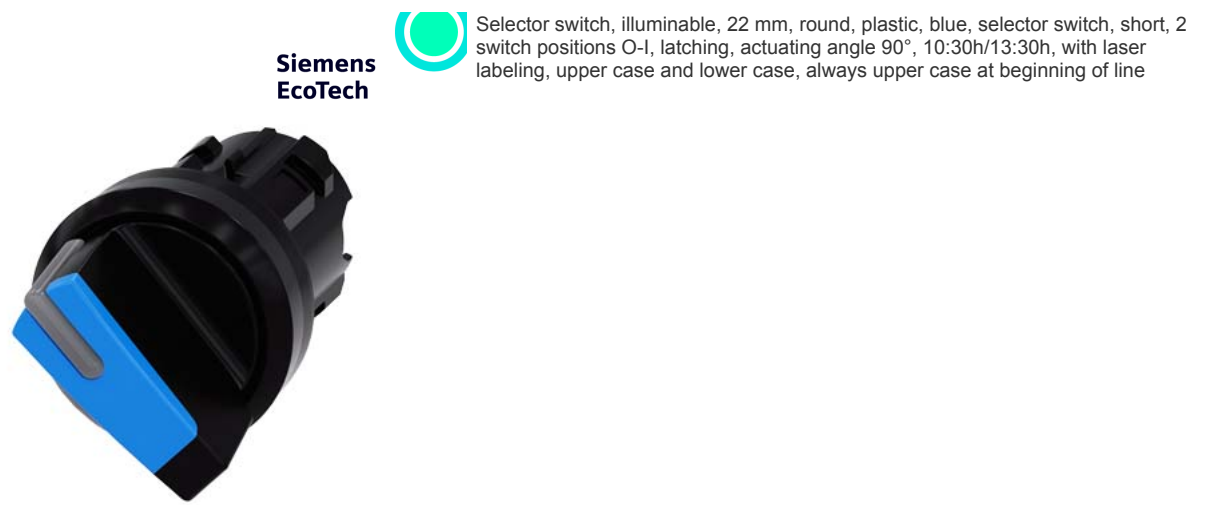 Siemens
EcoTech
Selector switch, illuminable, 22 mm, round, plastic, blue, selector switch, short, 2
switch positions O-I, latching, actuating angle 90°, 10:30h/13:30h, with laser
labeling, upper case and lower case, always upper case at beginning of line